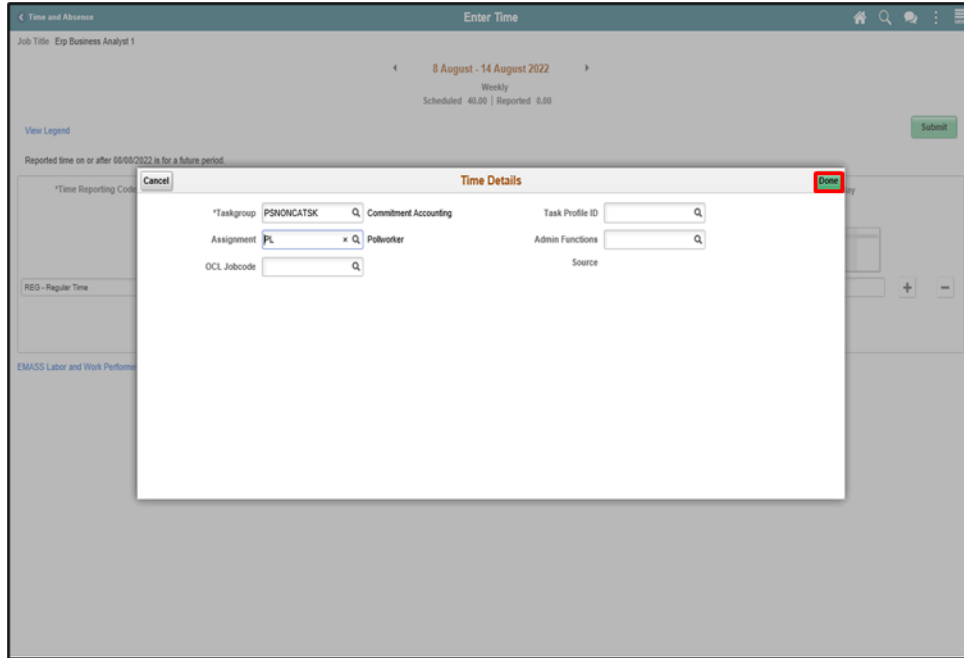 Time and Absence
Enter Time
Job Title Erp Business Analyst 1
8 August - 14 August 2022
Weekly
Scheduled 40.00 | Reported 0.00
View Legend
Submit
Reported time on or after 08/08/2022 is for a future period.
*Time Reporting Code
Cancel
Time Details
Done
*Taskgroup PSNONCATSK Commitment Accounting
Task Profile ID
Assignment PL × Pollworker
Admin Functions
OCL Jobcode
Source
REG - Regular Time
EMASS Labor and Work Performe